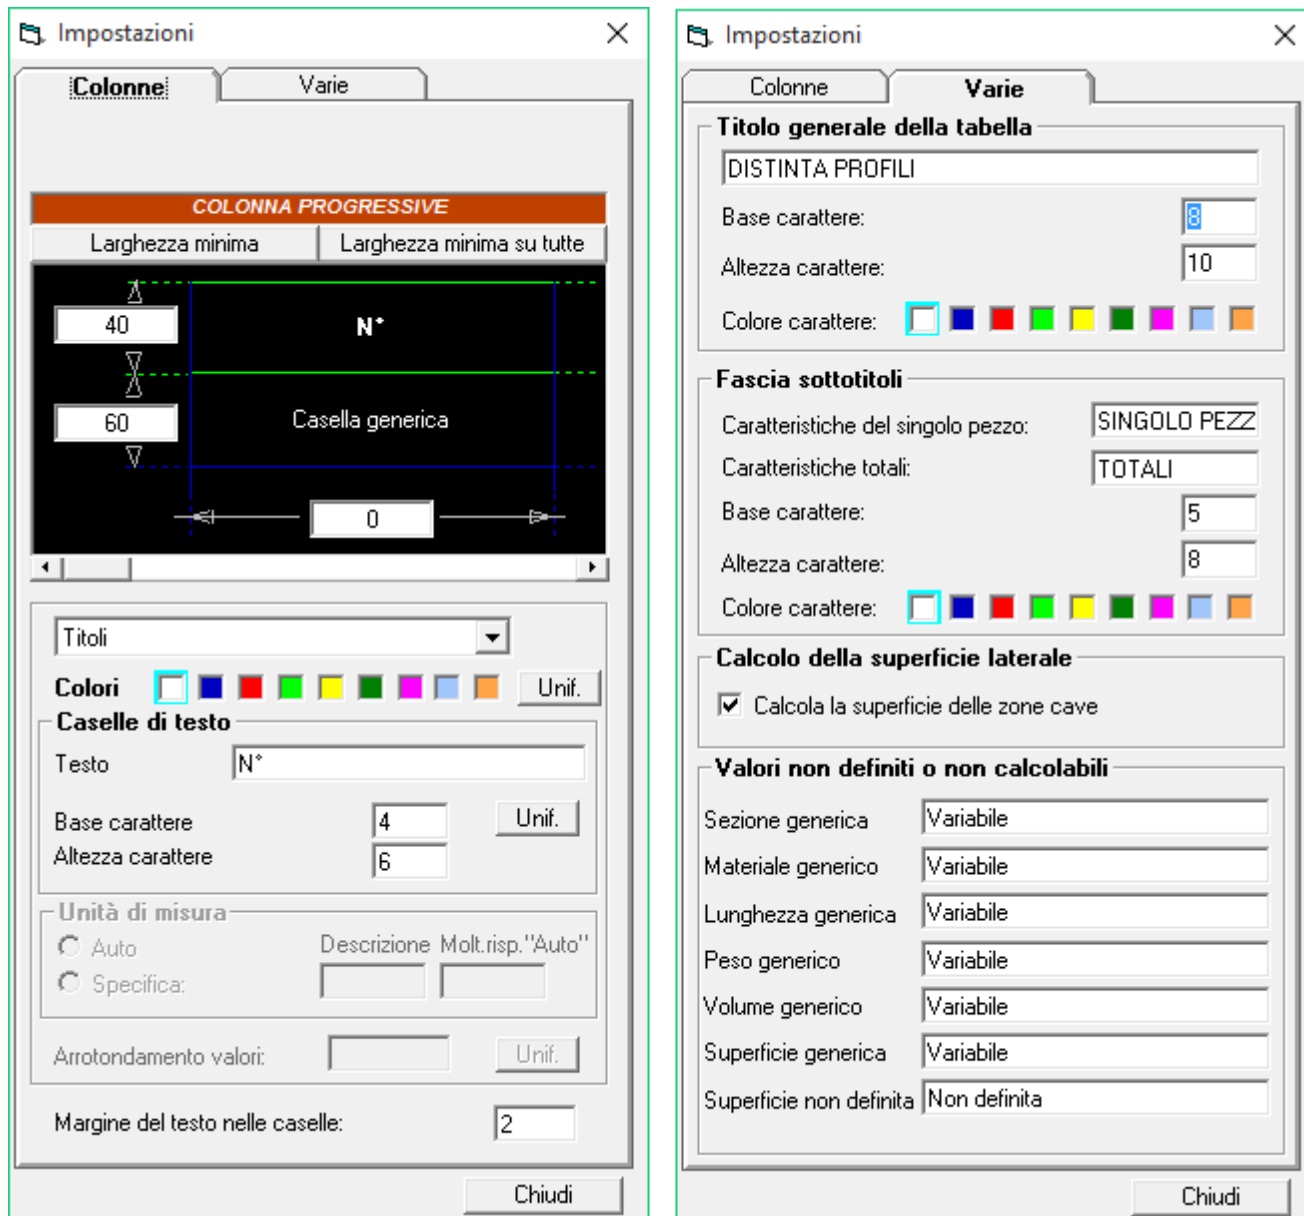 Impostazioni
Colonne Varie
COLONNA PROGRESSIVE
Larghezza minima Larghezza minima su tutte
40 N°
60 Casella generica
0
Titoli
Colori Unif.
Caselle di testo
Testo N°
Base carattere 4 Unif.
Altezza carattere 6
Unità di misura
Auto Descrizione Molt.risp."Auto"
Specifica:
Arrotondamento valori: Unif.
Margine del testo nelle caselle: 2
Chiudi
Impostazioni
Colonne Varie
Titolo generale della tabella
DISTINTA PROFILI
Base carattere: 8
Altezza carattere: 10
Colore carattere:
Fascia sottotitoli
Caratteristiche del singolo pezzo: SINGOLO PEZZ
Caratteristiche totali: TOTALI
Base carattere: 5
Altezza carattere: 8
Colore carattere:
Calcolo della superficie laterale
Calcola la superficie delle zone cave
Valori non definiti o non calcolabili
Sezione generica Variabile
Materiale generico Variabile
Lunghezza generica Variabile
Peso generico Variabile
Volume generico Variabile
Superficie generica Variabile
Superficie non definita Non definita
Chiudi